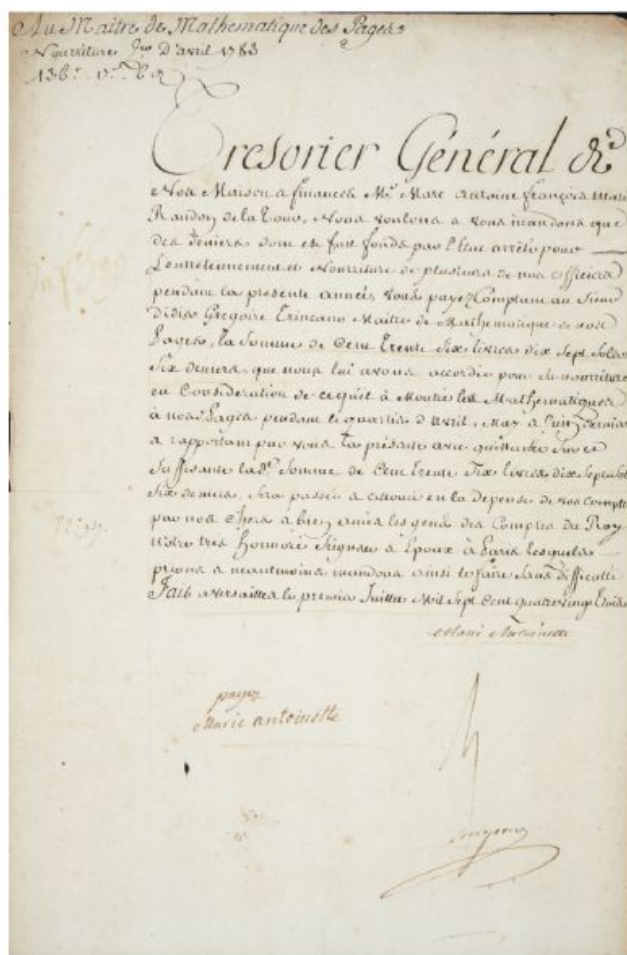 Au Maitre de Mathematique des Pages
Nourriture d'avril 1783
Tresorier Général de
Nos Maison a finances Mr. Marc Antoine françois Marie
Randon de la Tour, Nous voulons a vous mandons que
des deniers dont est fait fonds par l'Etat arrêté pour
L'entretennement et Nourriture de plusieurs de nos officiers
pendant la presente année, vous payez Comptant au Sieur
Gregoire Maitre de Mathematique de nos
Pages, la Somme de Cent Trente Six livres dix Sept Sols
Six deniers, que nous lui avons accordée pour sa nourriture
en Consideration de ce qu'il a Montré les Mathematiques
à nos Pages pendant le quartier d'Avril, May a Juin dernier
a rapportant par vous la présente avec quittance Sur ce
Suffisante lad. Somme de Cent Trente Six livres dix Sept Sols
Six deniers, Sera passée a allouée en la depense de vos Comptes
par nos Chers a bien amés les gens des Comptes du Roy
Notre tres honnoré Seigneur a Epoux à Paris lesquels
prions a neantmoins mandons ainsi le faire Sans difficulté
Fait a Versailles le premier Juillet Mil Sept Cent quatre vingt Trois
Marie Antoinette
payez
Marie antoinette